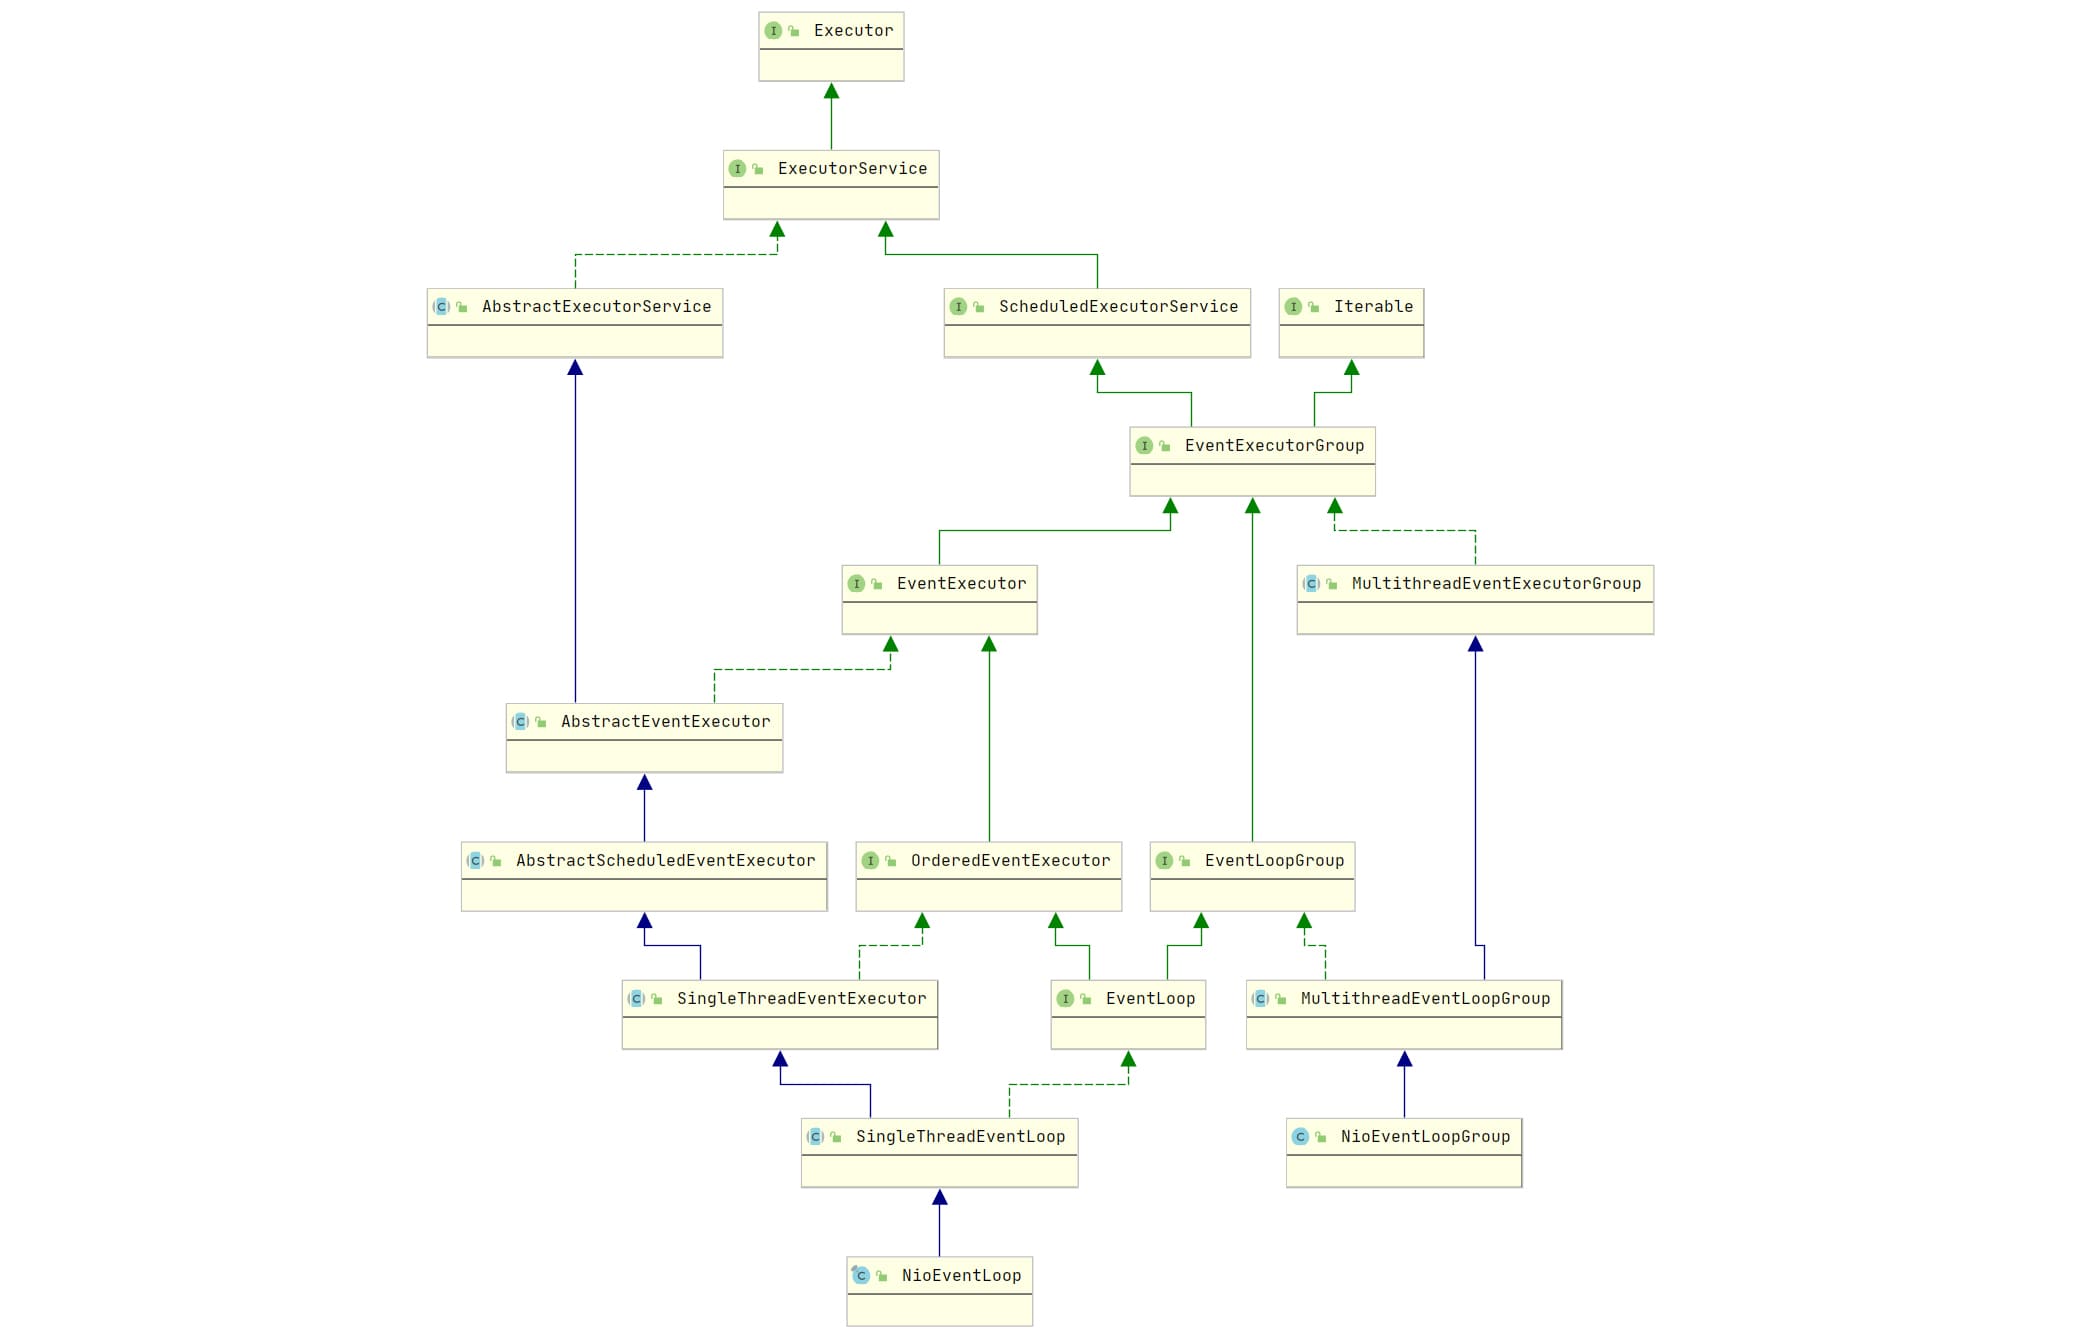 I Executor
I ExecutorService
C AbstractExecutorService
I ScheduledExecutorService
I Iterable
I EventExecutorGroup
I EventExecutor
C MultithreadEventExecutorGroup
C AbstractEventExecutor
C AbstractScheduledEventExecutor
I OrderedEventExecutor
I EventLoopGroup
C SingleThreadEventExecutor
I EventLoop
C MultithreadEventLoopGroup
C SingleThreadEventLoop
C NioEventLoopGroup
C NioEventLoop